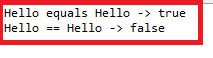 Hello equals Hello -> true
Hello == Hello -> false